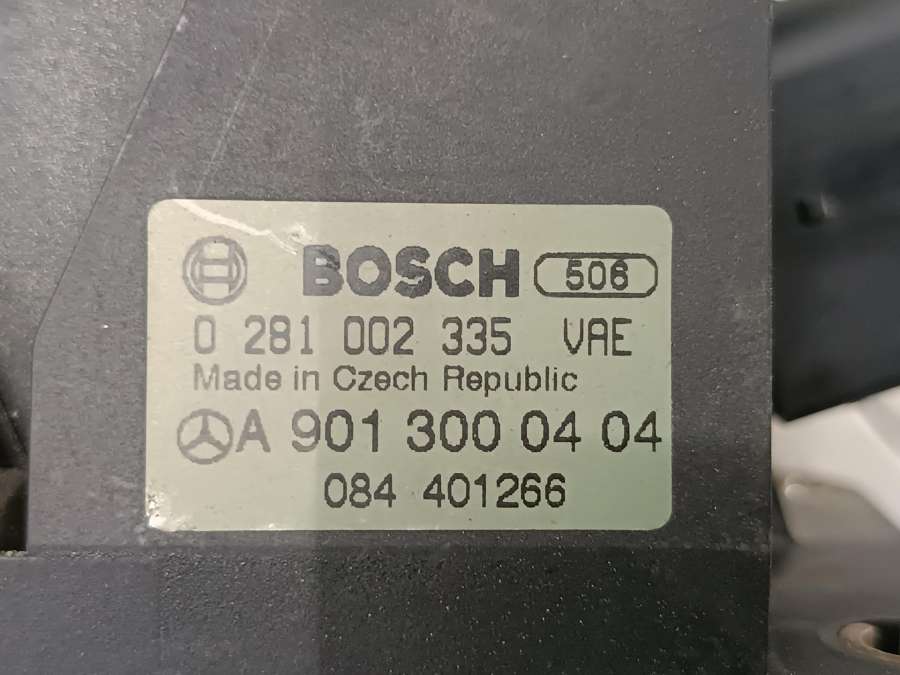 BOSCH 506
0 281 002 335 VAE
Made in Czech Republic
A 901 300 04 04
084 401266